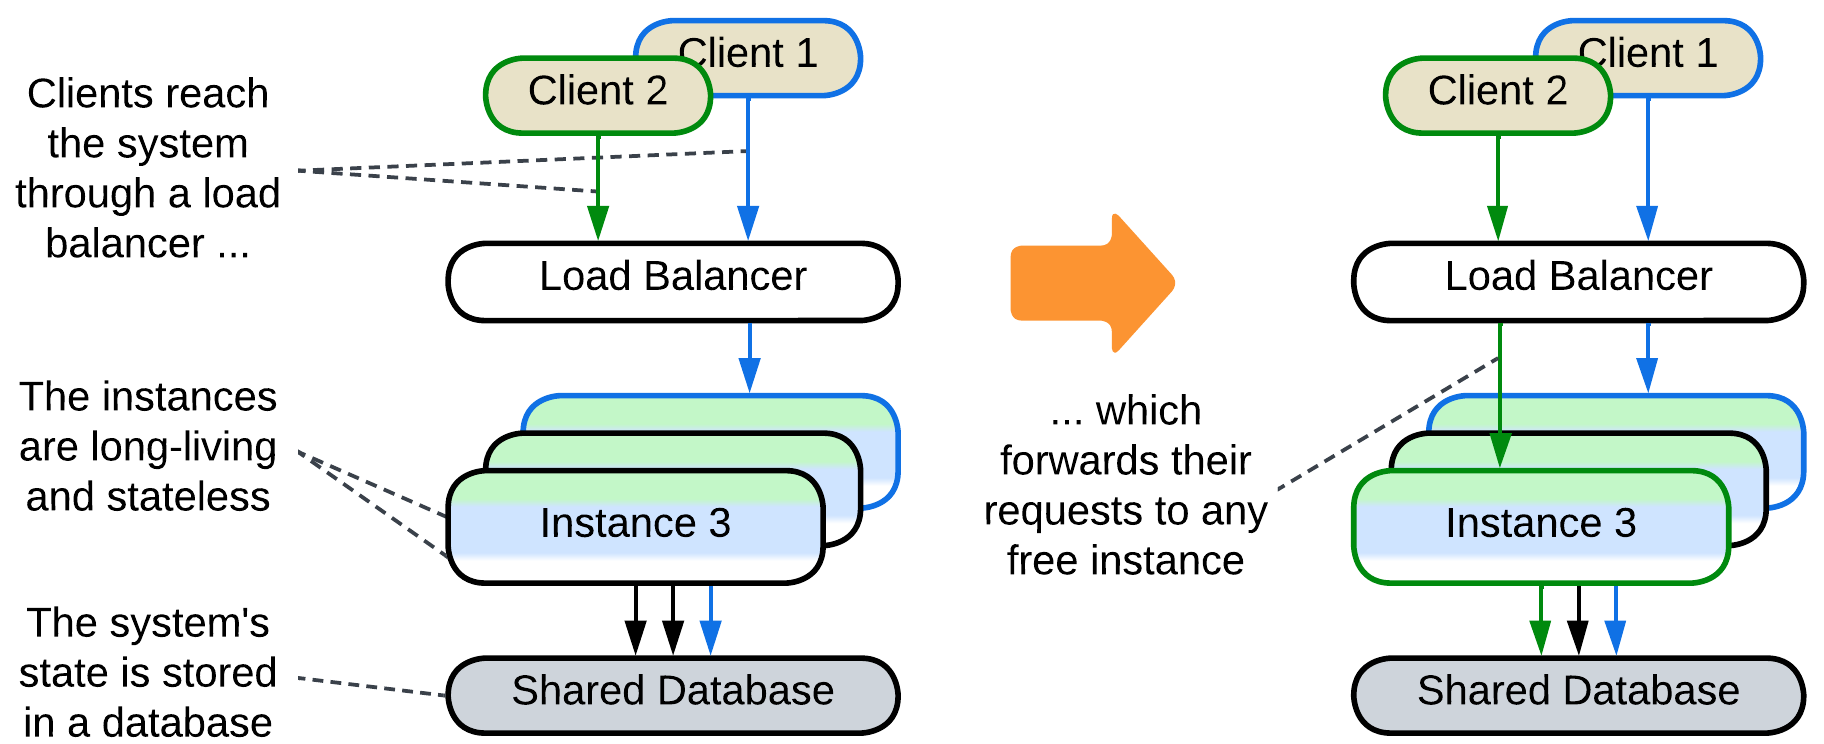 Clients reach
the system
through a load
balancer ...
Client 1
Client 2
Load Balancer
The instances
are long-living
and stateless
Instance 3
The system's
state is stored
in a database
Shared Database
... which
forwards their
requests to any
free instance
Client 1
Client 2
Load Balancer
Instance 3
Shared Database